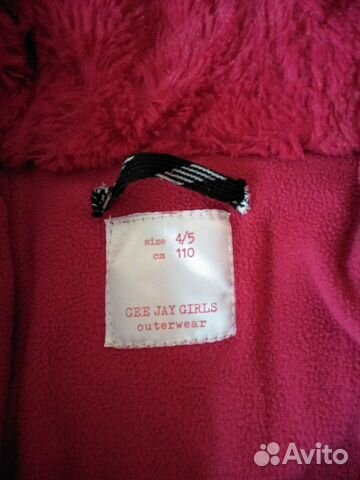 size 4/5
cm 110
GEE JAY GIRLS
outerwear
Avito